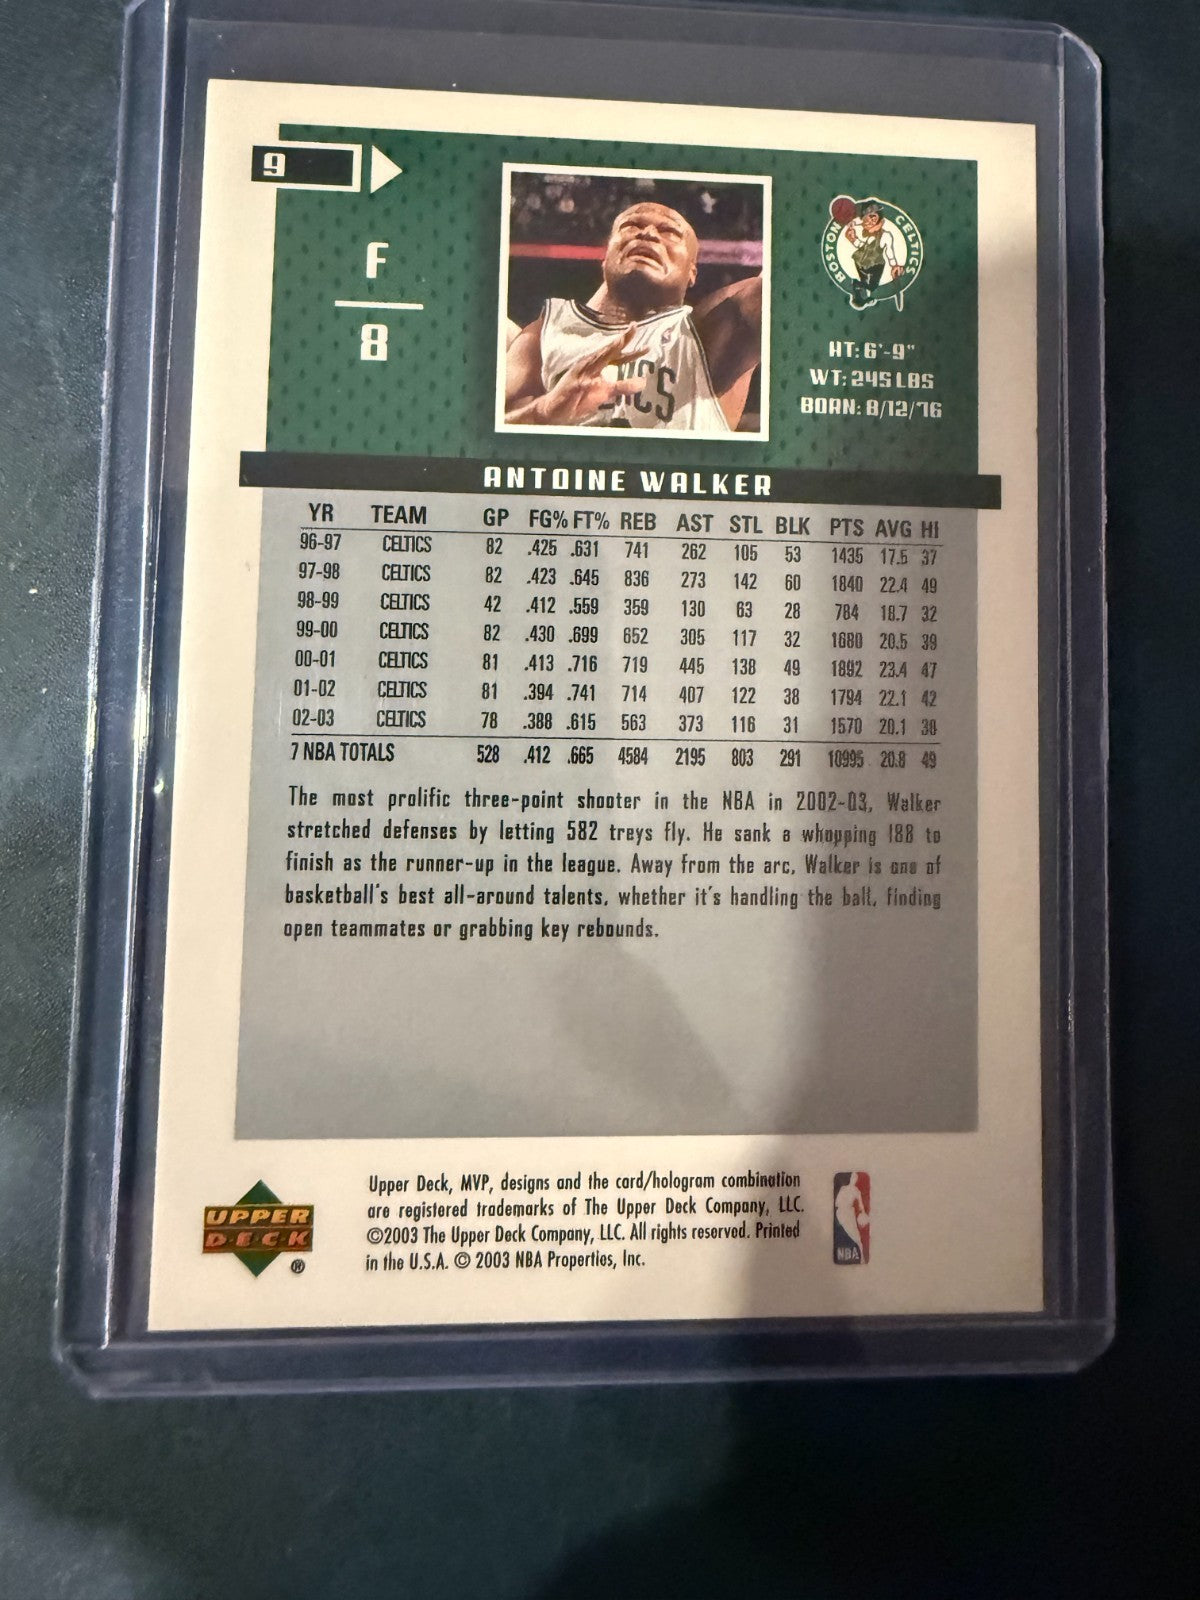 9
F
8
BOSTON CELTICS
HT: 6'-9"
WT: 245 LBS
BORN: 8/12/76
ANTOINE WALKER
YR TEAM GP FG% FT% REB AST STL BLK PTS AVG HI
96-97 CELTICS 82 .425 .631 741 262 105 53 1435 17.5 37
97-98 CELTICS 82 .423 .645 836 273 142 60 1840 22.4 49
98-99 CELTICS 42 .412 .559 359 130 63 28 784 18.7 32
99-00 CELTICS 82 .430 .699 652 305 117 32 1680 20.5 39
00-01 CELTICS 81 .413 .716 719 445 138 49 1892 23.4 47
01-02 CELTICS 81 .394 .741 714 407 122 38 1794 22.1 42
02-03 CELTICS 78 .388 .615 563 373 116 31 1570 20.1
7 NBA TOTALS 528 .412 .665 4584 2195 803 291 10995 20.8 49
The most prolific three-point shooter in the NBA in 2002-03, Walker
stretched defenses by letting 582 treys fly. He sank a whopping 188 to
finish as the runner-up in the league. Away from the arc, Walker is one of
basketball's best all-around talents, whether it's handling the ball, finding
open teammates or grabbing key rebounds.
UPPER
DECK
®
Upper Deck, MVP, designs and the card/hologram combination
are registered trademarks of The Upper Deck Company, LLC.
©2003 The Upper Deck Company, LLC. All rights reserved. Printed
in the U.S.A. © 2003 NBA Properties, Inc.
NBA